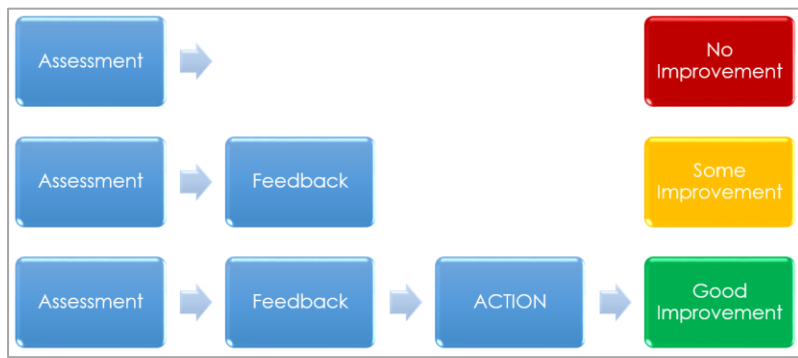 Assessment
No
Improvement
Assessment
Feedback
Some
Improvement
Assessment
Feedback
ACTION
Good
Improvement